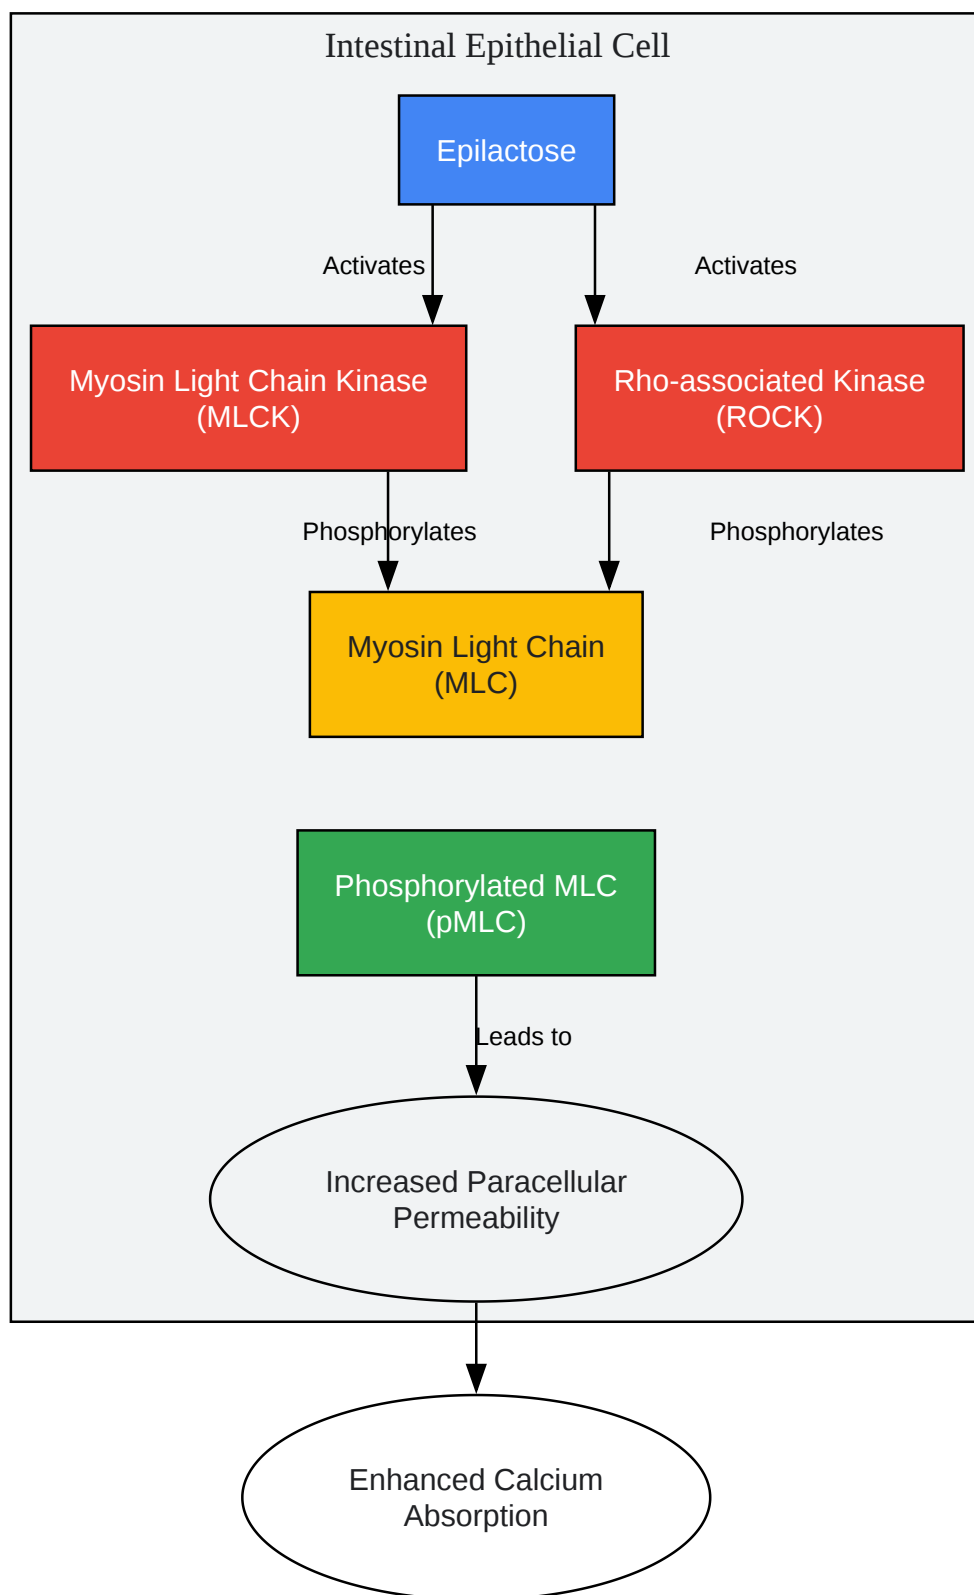 Intestinal Epithelial Cell
Epilactose
Activates
Activates
Myosin Light Chain Kinase
(MLCK)
Rho-associated Kinase
(ROCK)
Phosphorylates
Phosphorylates
Myosin Light Chain
(MLC)
Phosphorylated MLC
(pMLC)
Leads to
Increased Paracellular
Permeability
Enhanced Calcium
Absorption